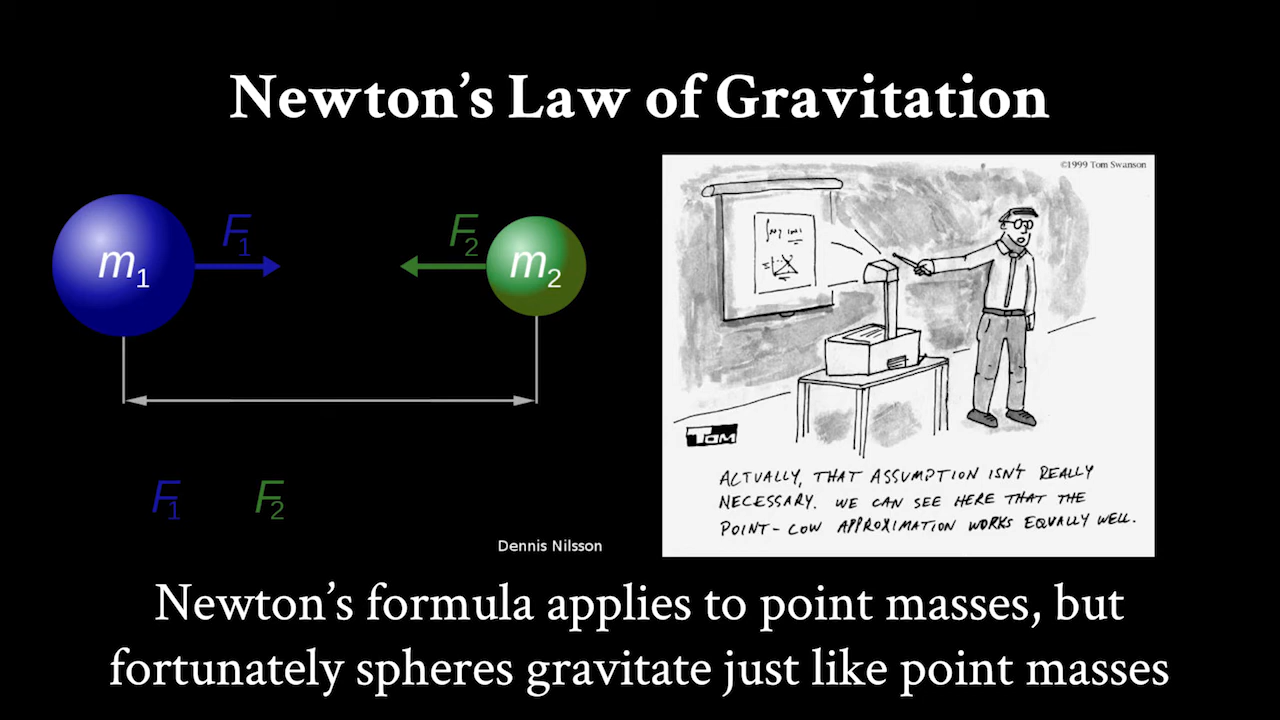 Newton's Law of Gravitation
©1999 Tom Swanson
m1
F1
F2
m2
TOM
ACTUALLY, THAT ASSUMPTION ISN'T REALLY
NECESSARY. WE CAN SEE HERE THAT THE
POINT-COW APPROXIMATION WORKS EQUALLY WELL.
F1 F2
Dennis Nilsson
Newton's formula applies to point masses, but
fortunately spheres gravitate just like point masses